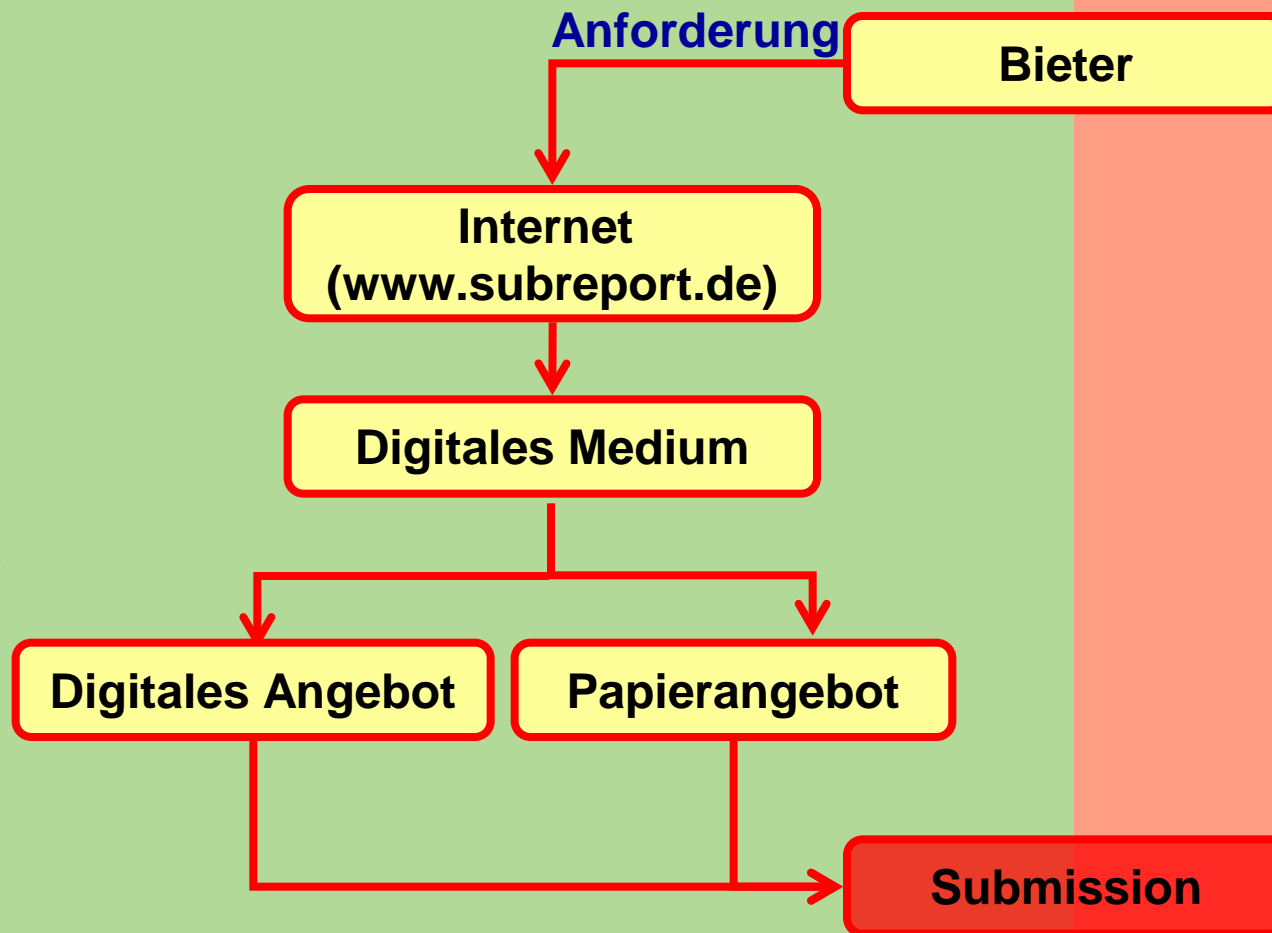 Anforderung
Bieter
Internet
(www.subreport.de)
Digitales Medium
Digitales Angebot
Papierangebot
Submission